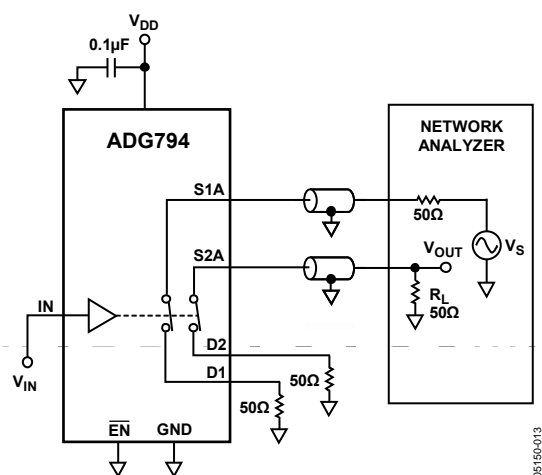 VDD
0.1µF
ADG794
NETWORK
ANALYZER
S1A
50Ω
VOUT
VS
S2A
RL
50Ω
IN
D2
D1
50Ω
50Ω
VIN
EN
GND
05150-013